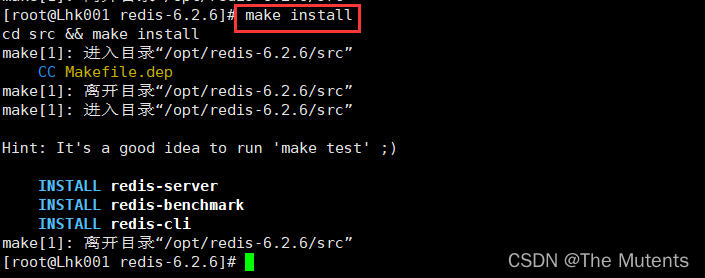 [root@Lhk001 redis-6.2.6]# make install
cd src && make install
make[1]: 进入目录“/opt/redis-6.2.6/src”
CC Makefile.dep
make[1]: 离开目录“/opt/redis-6.2.6/src”
make[1]: 进入目录“/opt/redis-6.2.6/src”
Hint: It's a good idea to run 'make test' ;)
INSTALL redis-server
INSTALL redis-benchmark
INSTALL redis-cli
make[1]: 离开目录“/opt/redis-6.2.6/src”
[root@Lhk001 redis-6.2.6]#
CSDN @The Mutents